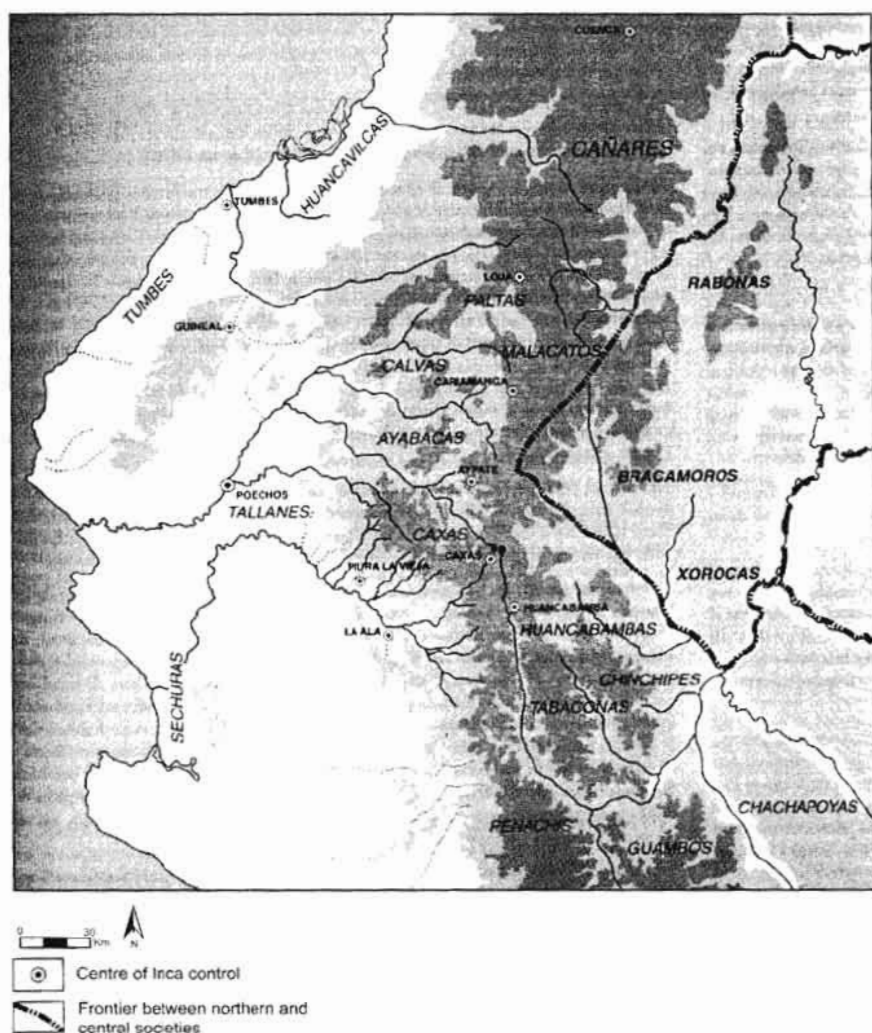 CUENCA
CAÑARES
HUANCAVILCAS
TUMBES
TUMBES
RABONAS
LOJA
PALTAS
GUINEAL
MALACATOS
CALVAS
CARIAMANGA
AYABACAS
AYPATE
BRACAMOROS
POECHOS
TALLANES
CAXAS
CAXAS
PIURA LA VIEJA
XOROCAS
HUANCABAMBA
HUANCABAMBAS
LA ALA
SECHURAS
CHINCHIPES
TABACONAS
CHACHAPOYAS
PENACHIS
GUAMBOS
0 30
Km
N
Centre of Inca control
Frontier between northern and
central societies